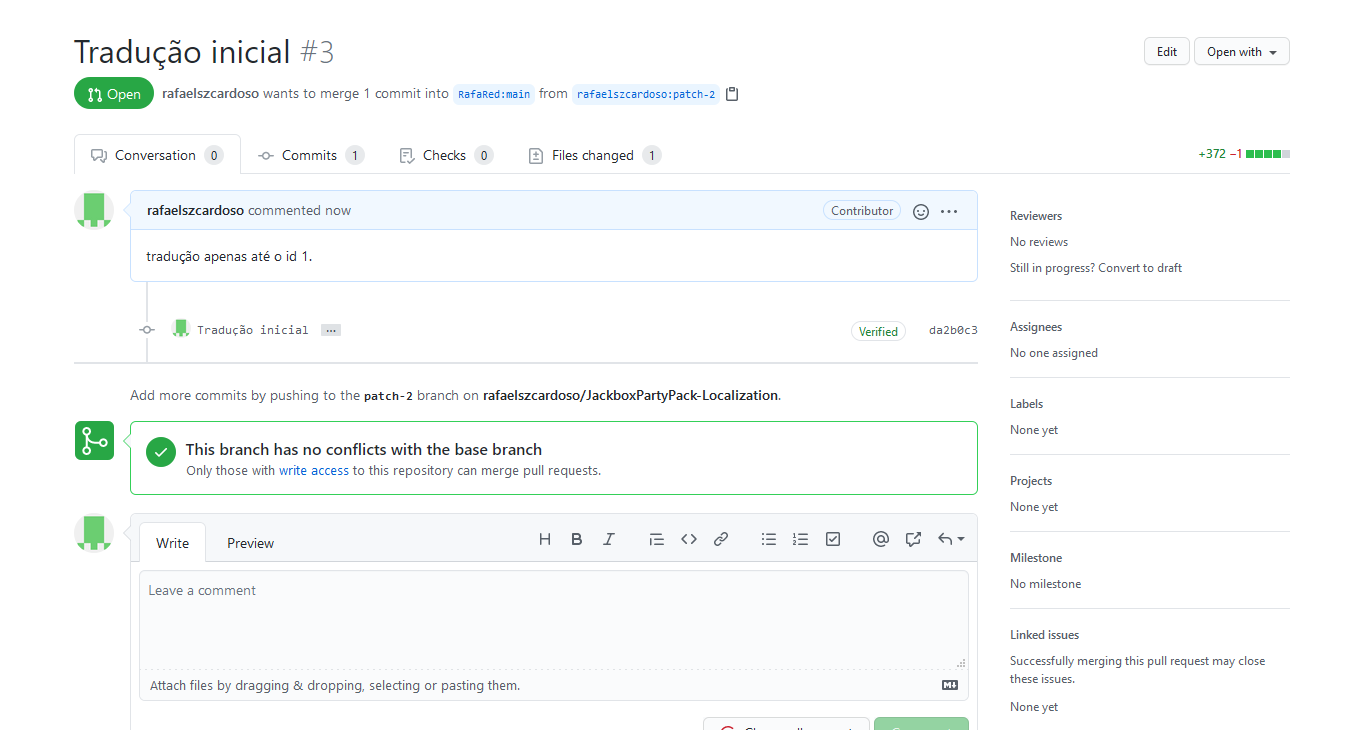 Tradução inicial #3
Edit
Open with
Open
rafaelszcardoso wants to merge 1 commit into RafaRed:main from rafaelszcardoso:patch-2
Conversation 0
Commits 1
Checks 0
Files changed 1
+372 −1
rafaelszcardoso commented now
Contributor
tradução apenas até o id 1.
Tradução inicial …
Verified
da2b0c3
Add more commits by pushing to the patch-2 branch on rafaelszcardoso/JackboxPartyPack-Localization.
This branch has no conflicts with the base branch
Only those with write access to this repository can merge pull requests.
Write
Preview
Leave a comment
Attach files by dragging & dropping, selecting or pasting them.
Reviewers
No reviews
Still in progress? Convert to draft
Assignees
No one assigned
Labels
None yet
Projects
None yet
Milestone
No milestone
Linked issues
Successfully merging this pull request may close
these issues.
None yet